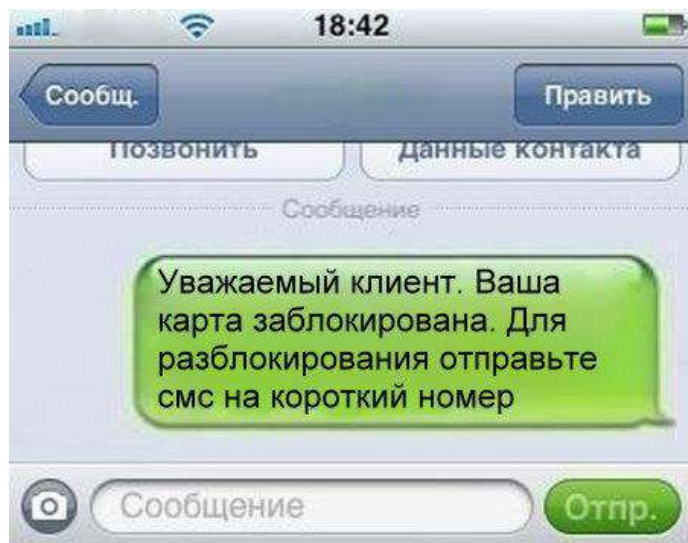 18:42
Сообщ.
Править
Позвонить
Данные контакта
Сообщение
Уважаемый клиент. Ваша
карта заблокирована. Для
разблокирования отправьте
смс на короткий номер
Сообщение
Отпр.